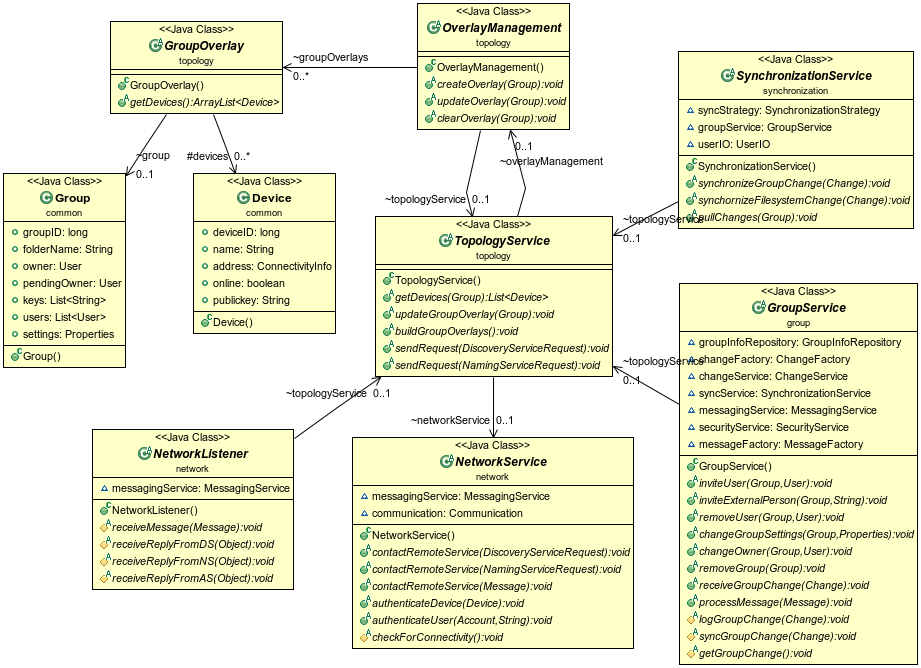 <<Java Class>>
GroupOverlay
topology
GroupOverlay()
getDevices():ArrayList<Device>
~groupOverlays
0..*
<<Java Class>>
OverlayManagement
topology
OverlayManagement()
createOverlay(Group):void
updateOverlay(Group):void
clearOverlay(Group):void
<<Java Class>>
SynchronizationService
synchronization
syncStrategy: SynchronizationStrategy
groupService: GroupService
userIO: UserIO
SynchronizationService()
synchronizeGroupChange(Change):void
synchornizeFilesystemChange(Change):void
pullChanges(Group):void
~group
0..1
#devices 0..*
0..1
~overlayManagement
~topologyService 0..1
~topologyService
0..1
<<Java Class>>
Group
common
groupID: long
folderName: String
owner: User
pendingOwner: User
keys: List<String>
users: List<User>
settings: Properties
Group()
<<Java Class>>
Device
common
deviceID: long
name: String
address: ConnectivityInfo
online: boolean
publickey: String
Device()
<<Java Class>>
TopologyService
topology
TopologyService()
getDevices(Group):List<Device>
updateGroupOverlay(Group):void
buildGroupOverlays():void
sendRequest(DiscoveryServiceRequest):void
sendRequest(NamingServiceRequest):void
~topologyService
0..1
<<Java Class>>
GroupService
group
groupInfoRepository: GroupInfoRepository
changeFactory: ChangeFactory
changeService: ChangeService
syncService: SynchronizationService
messagingService: MessagingService
securityService: SecurityService
messageFactory: MessageFactory
GroupService()
inviteUser(Group,User):void
inviteExternalPerson(Group,String):void
removeUser(Group,User):void
changeGroupSettings(Group,Properties):void
changeOwner(Group,User):void
removeGroup(Group):void
receiveGroupChange(Change):void
processMessage(Message):void
logGroupChange(Change):void
syncGroupChange(Change):void
getGroupChange():void
~topologyService 0..1
~networkService 0..1
<<Java Class>>
NetworkListener
network
messagingService: MessagingService
NetworkListener()
receiveMessage(Message):void
receiveReplyFromDS(Object):void
receiveReplyFromNS(Object):void
receiveReplyFromAS(Object):void
<<Java Class>>
NetworkService
network
messagingService: MessagingService
communication: Communication
NetworkService()
contactRemoteService(DiscoveryServiceRequest):void
contactRemoteService(NamingServiceRequest):void
contactRemoteService(Message):void
authenticateDevice(Device):void
authenticateUser(Account,String):void
checkForConnectivity():void